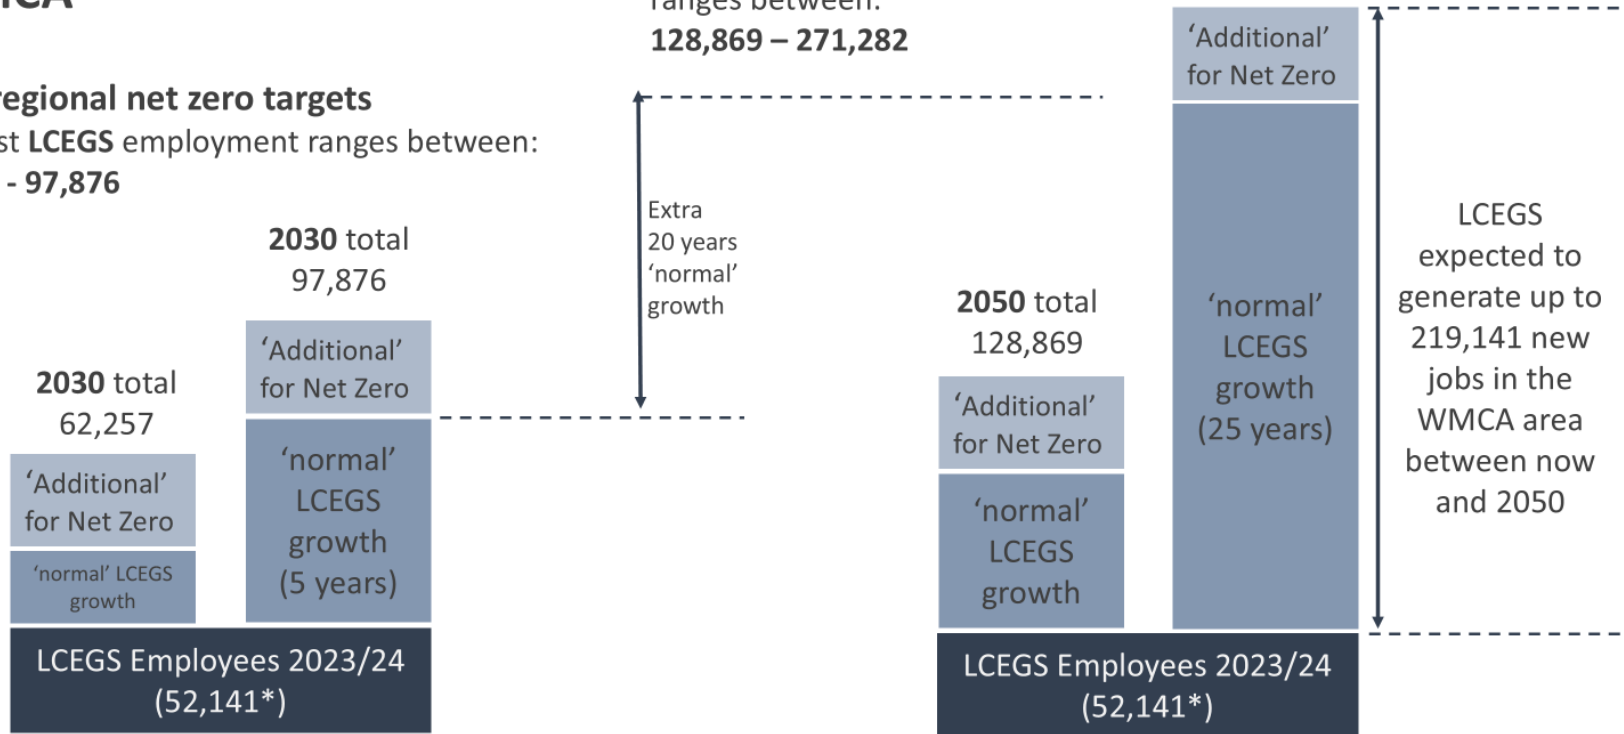 regional net zero targets
LCEGS employment ranges between:
- 97,876
128,869 – 271,282
2030 total
62,257
'Additional'
for Net Zero
'normal' LCEGS
growth
2030 total
97,876
'Additional'
for Net Zero
'normal'
LCEGS
growth
(5 years)
LCEGS Employees 2023/24
(52,141*)
Extra
20 years
'normal'
growth
2050 total
128,869
'Additional'
for Net Zero
'normal'
LCEGS
growth
'Additional'
for Net Zero
'normal'
LCEGS
growth
(25 years)
LCEGS Employees 2023/24
(52,141*)
LCEGS
expected to
generate up to
219,141 new
jobs in the
WMCA area
between now
and 2050